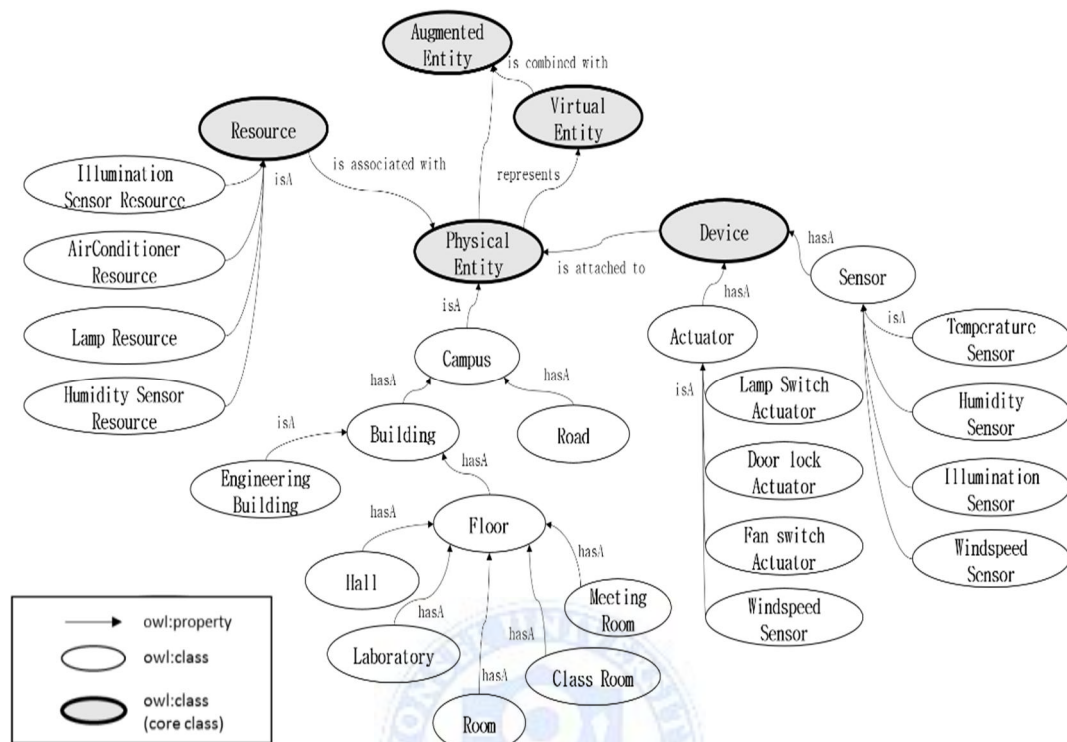 Augmented
Entity
is combined with
Virtual
Entity
Resource
isA
is associated with
represents
Illumination
Sensor Resource
AirConditioner
Resource
Lamp Resource
Humidity Sensor
Resource
Physical
Entity
is attached to
Device
hasA
Sensor
hasA
isA
Actuator
isA
Temperature
Sensor
isA
Campus
Lamp Switch
Actuator
Humidity
Sensor
hasA
hasA
isA
Building
Road
Engineering
Building
hasA
Door lock
Actuator
Illumination
Sensor
hasA
Floor
Fan switch
Actuator
Windspeed
Sensor
hasA
Hall
Meeting
Room
Windspeed
Sensor
hasA
hasA
Laboratory
hasA
Class Room
Room
owl:property
owl:class
owl:class
(core class)